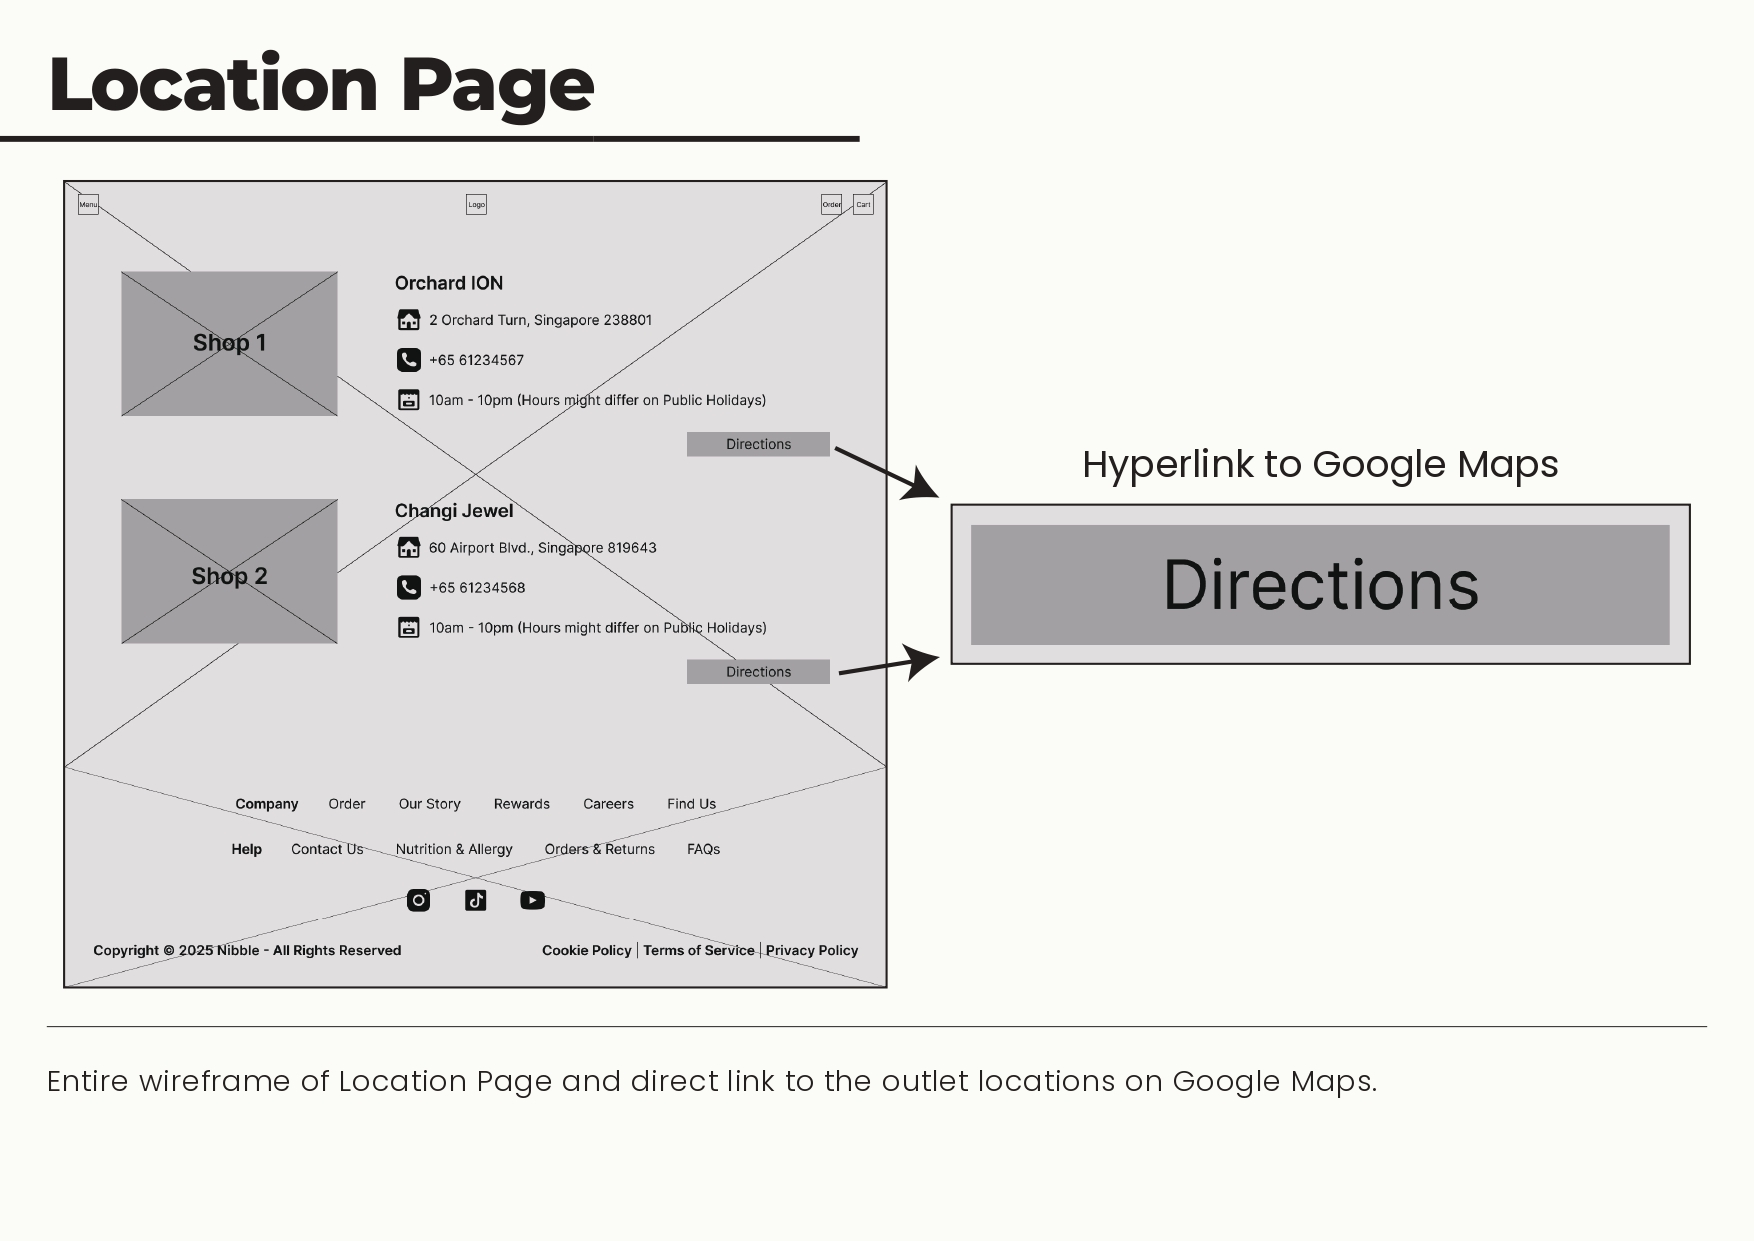 Location Page
Menu
Logo
Order
Cart
Shop 1
Orchard ION
2 Orchard Turn, Singapore 238801
+65 61234567
10am - 10pm (Hours might differ on Public Holidays)
Directions
Shop 2
Changi Jewel
60 Airport Blvd., Singapore 819643
+65 61234568
10am - 10pm (Hours might differ on Public Holidays)
Directions
Hyperlink to Google Maps
Directions
Company Order Our Story Rewards Careers Find Us
Help Contact Us Nutrition & Allergy Orders & Returns FAQs
Copyright © 2025 Nibble - All Rights Reserved
Cookie Policy | Terms of Service | Privacy Policy
Entire wireframe of Location Page and direct link to the outlet locations on Google Maps.